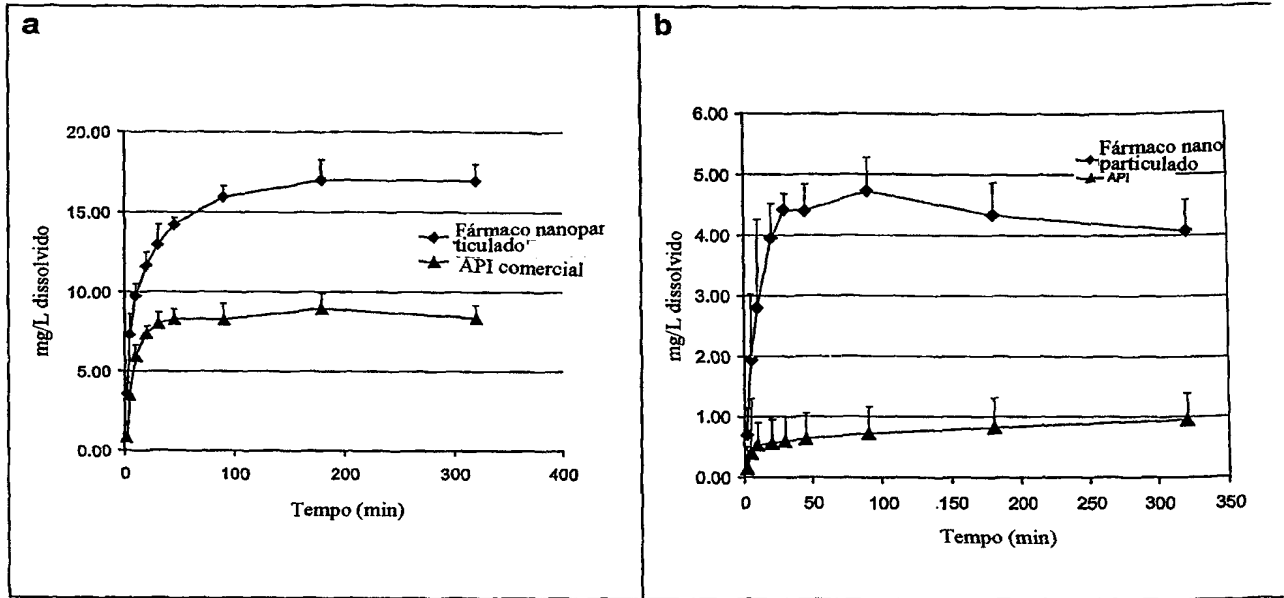 a
20.00
15.00
10.00
5.00
0.00
mg/L dissolvido
0 100 200 300 400
Tempo (min)
Fármaco nanopar
ticulado
API comercial
b
6.00
5.00
4.00
3.00
2.00
1.00
0.00
mg/L dissolvido
0 50 100 .150 200 250 300 350
Tempo (min)
Fármaco nano
particulado
API